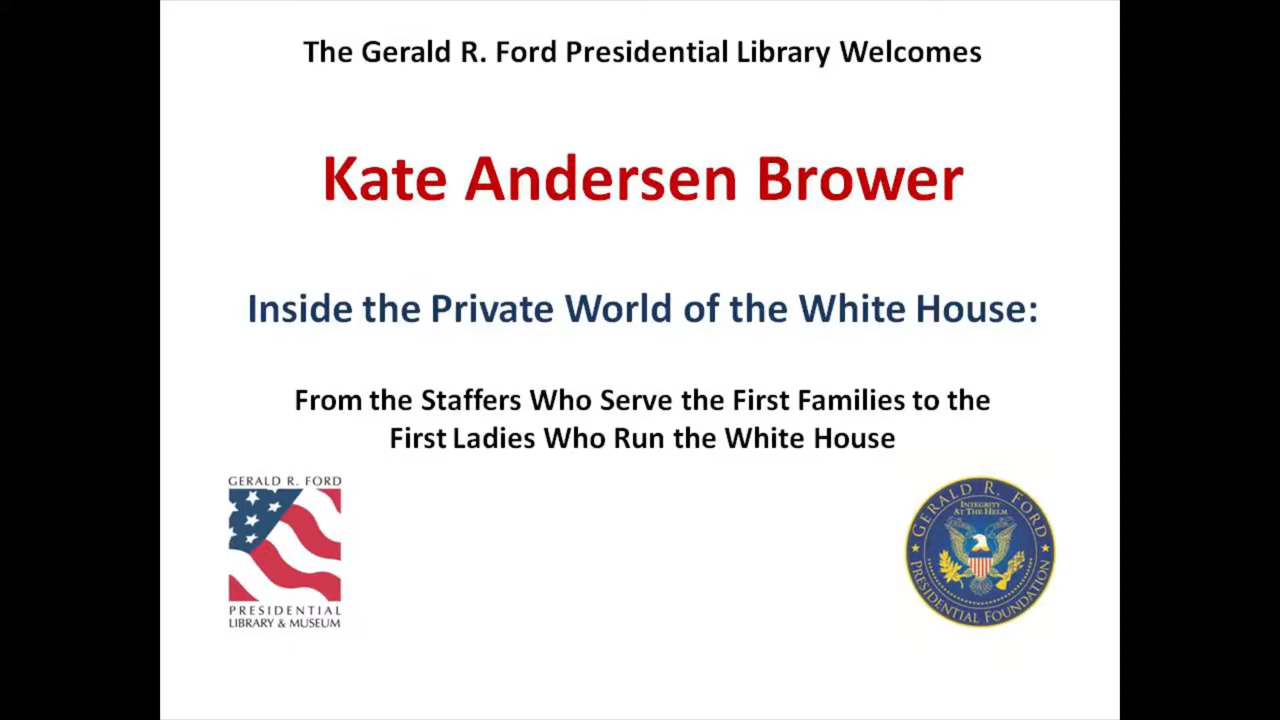 The Gerald R. Ford Presidential Library Welcomes
Kate Andersen Brower
Inside the Private World of the White House:
From the Staffers Who Serve the First Families to the
First Ladies Who Run the White House
GERALD R. FORD
PRESIDENTIAL
LIBRARY & MUSEUM
GERALD R. FORD
INTEGRITY
AT THE HELM
PRESIDENTIAL FOUNDATION